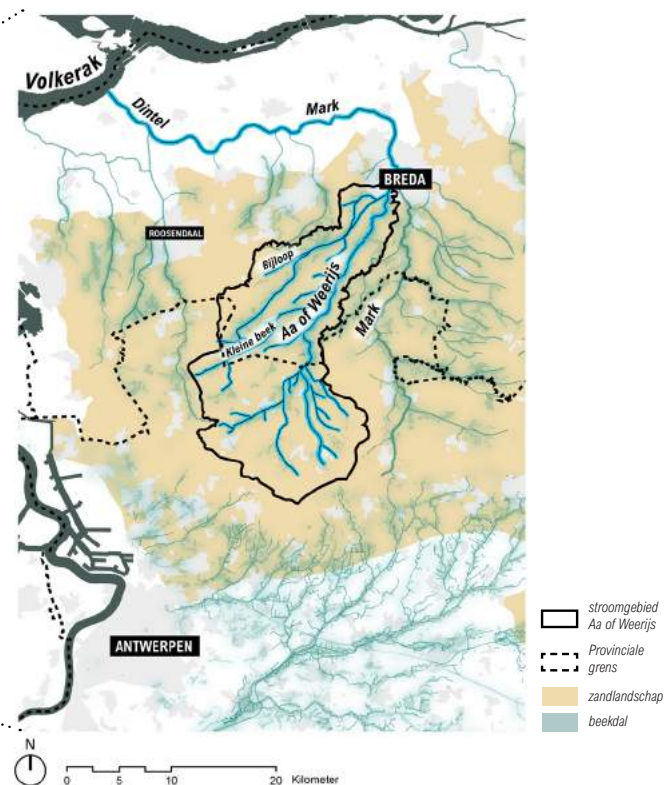 Volkerak
Dintel
Mark
BREDA
ROOSENDAAL
Bijloop
Aa of Weerijs
Kleine beek
Mark
ANTWERPEN
stroomgebied
Aa of Weerijs
Provinciale
grens
zandlandschap
beekdal
N
0 5 10 20 Kilometer